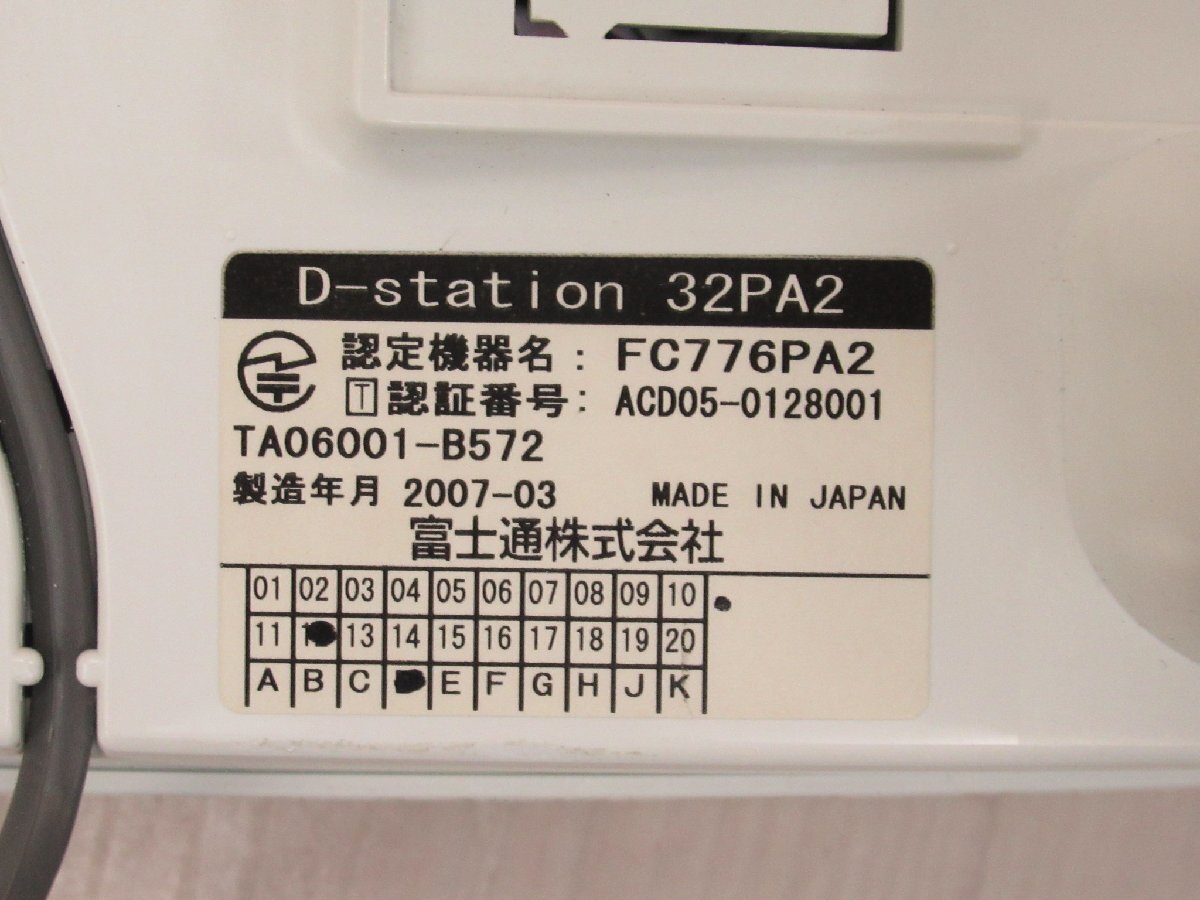 D-station 32PA2
認定機器名: FC776PA2
T 認証番号: ACD05-0128001
TA06001-B572
製造年月 2007-03 MADE IN JAPAN
富士通株式会社
01 02 03 04 05 06 07 08 09 10
11 13 14 15 16 17 18 19 20
A B C E F G H J K